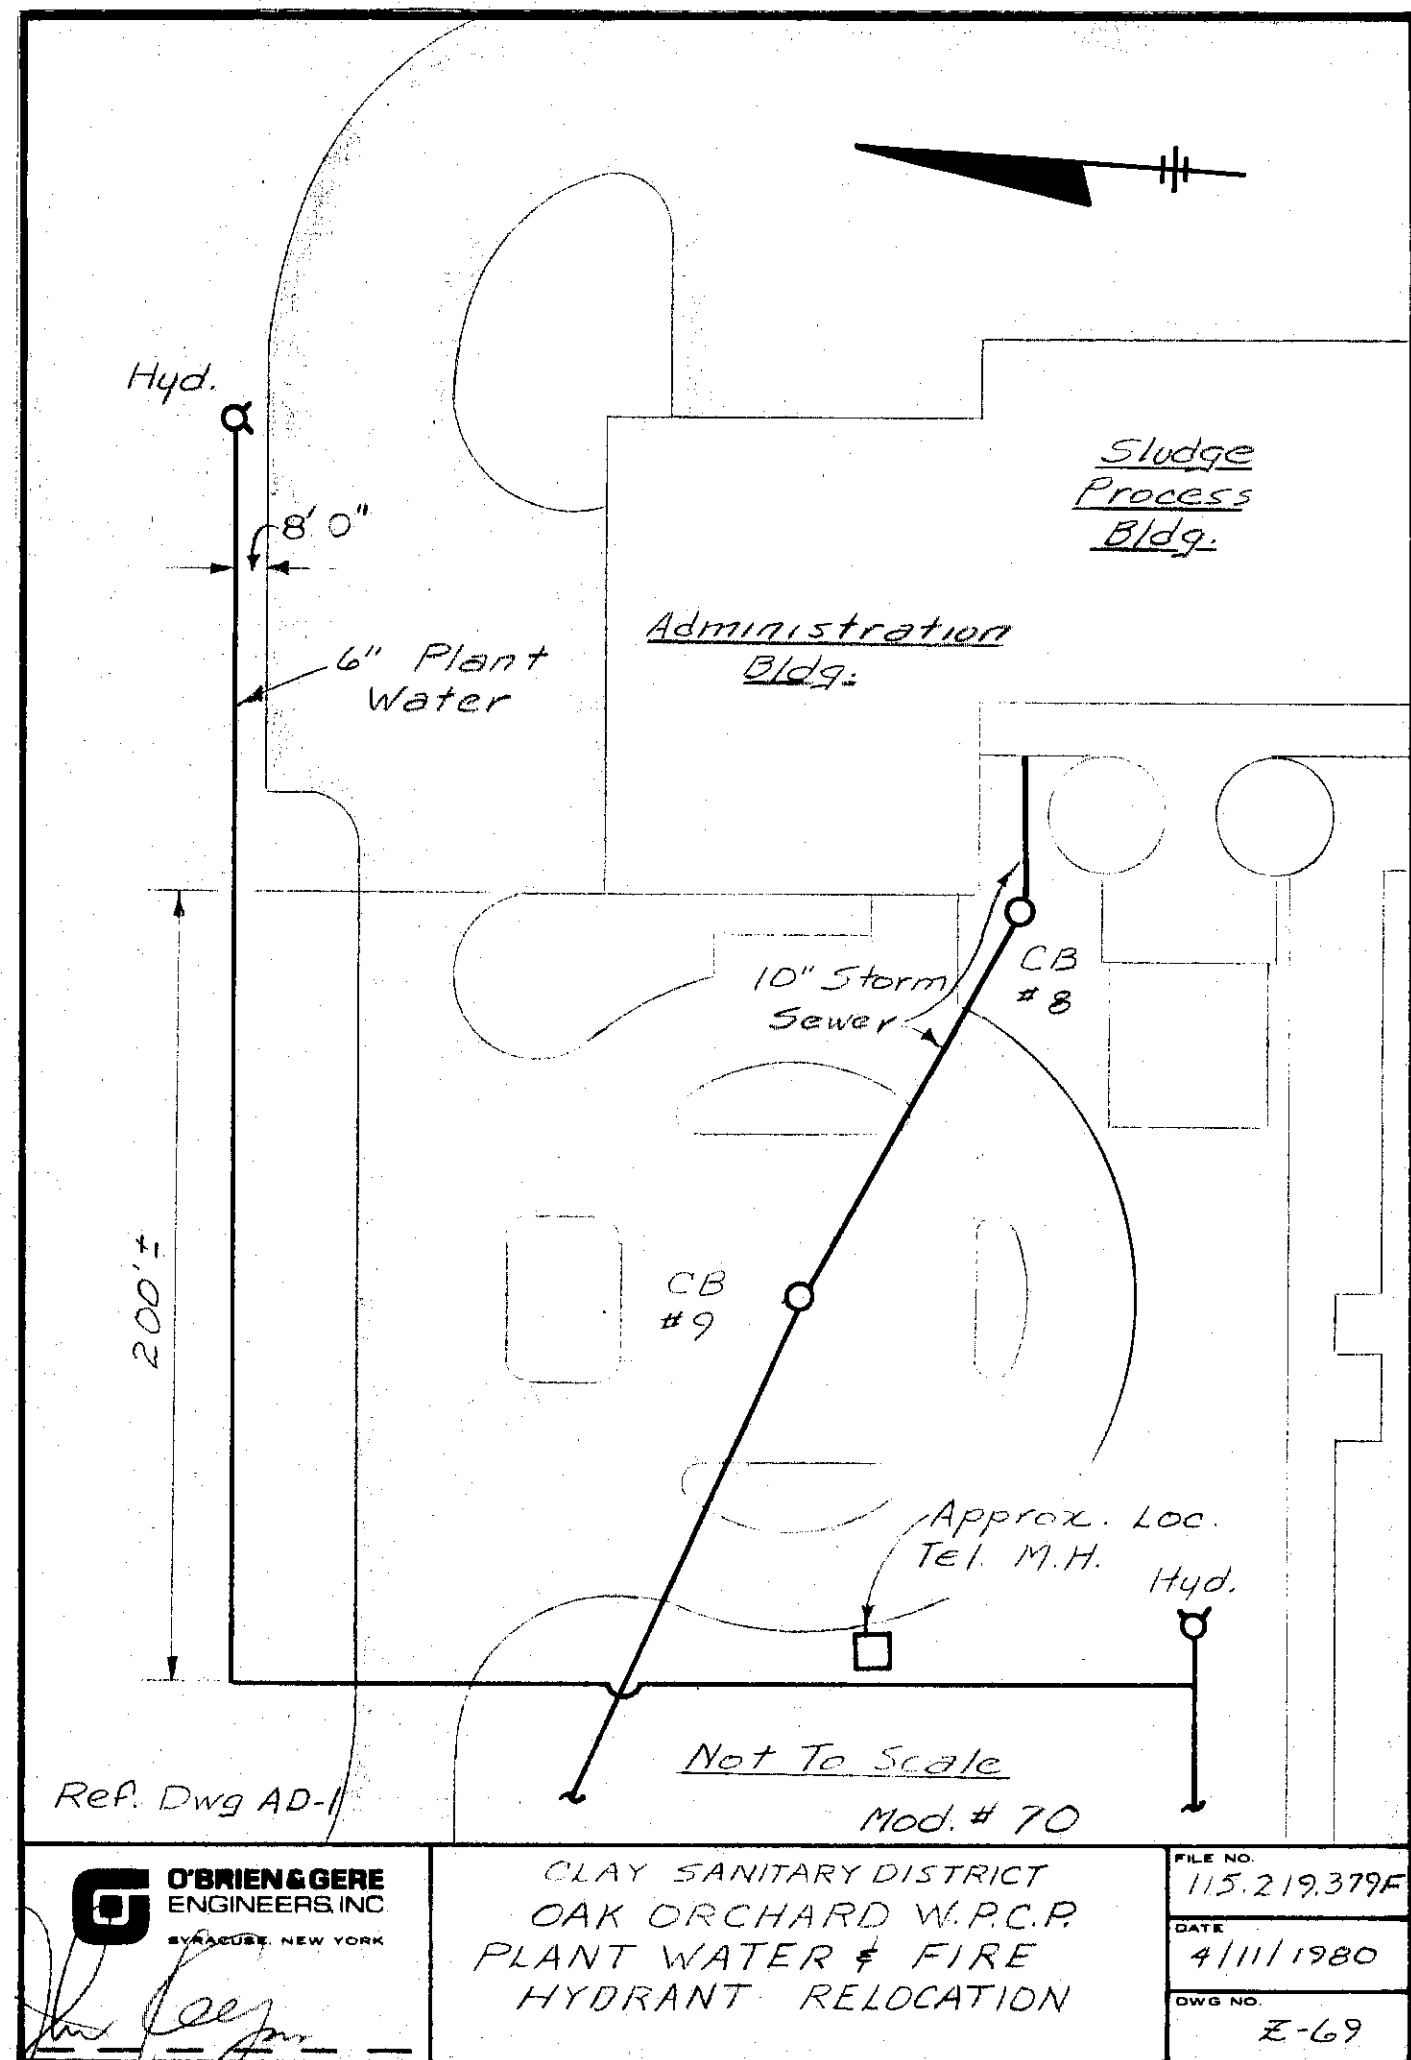 Hyd.
8' 0"
6" Plant
Water
Sludge
Process
Bldg.
Administration
Bldg.
10" Storm
Sewer
CB
#8
CB
#9
200'±
Approx. Loc.
Tel. M.H.
Hyd.
Not To Scale
Ref. Dwg AD-1
Mod. # 70
O'BRIEN & GERE
ENGINEERS, INC.
SYRACUSE, NEW YORK
CLAY SANITARY DISTRICT
OAK ORCHARD W.P.C.P.
PLANT WATER & FIRE
HYDRANT RELOCATION
FILE NO.
115.219.379F
DATE
4/11/1980
DWG NO.
Z-69